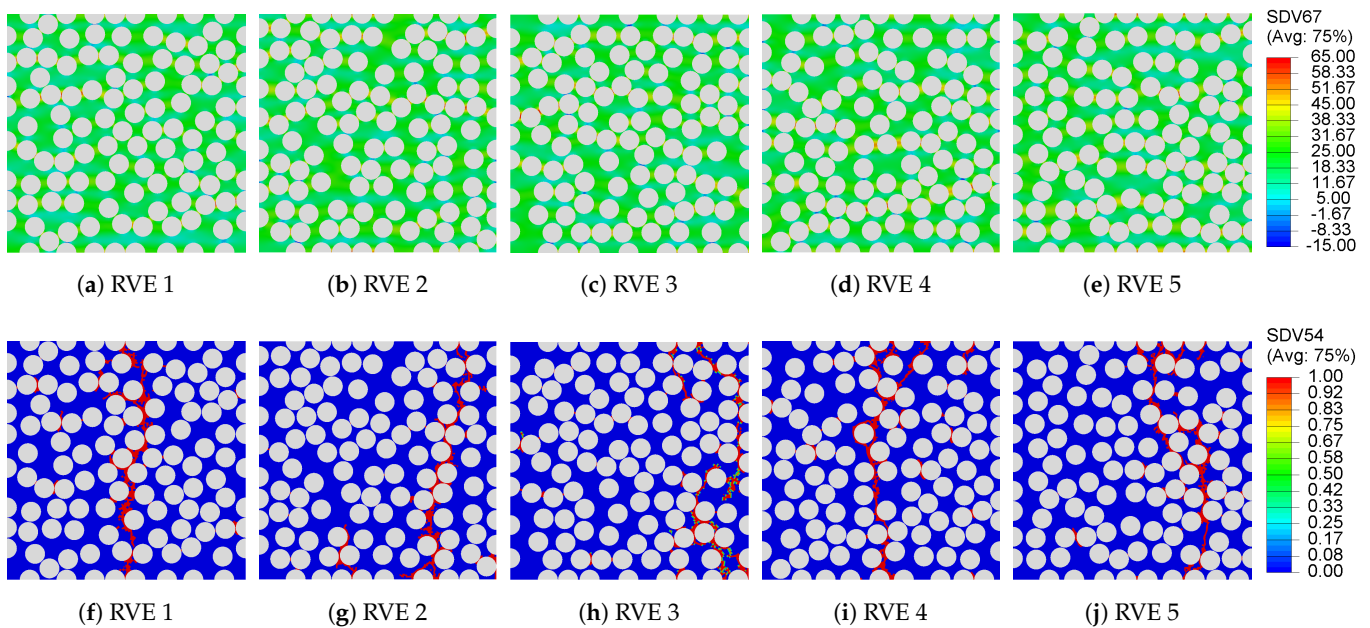 SDV67
(Avg: 75%)
65.00
58.33
51.67
45.00
38.33
31.67
25.00
18.33
11.67
5.00
-1.67
-8.33
-15.00
(a) RVE 1
(b) RVE 2
(c) RVE 3
(d) RVE 4
(e) RVE 5
SDV54
(Avg: 75%)
1.00
0.92
0.83
0.75
0.67
0.58
0.50
0.42
0.33
0.25
0.17
0.08
0.00
(f) RVE 1
(g) RVE 2
(h) RVE 3
(i) RVE 4
(j) RVE 5